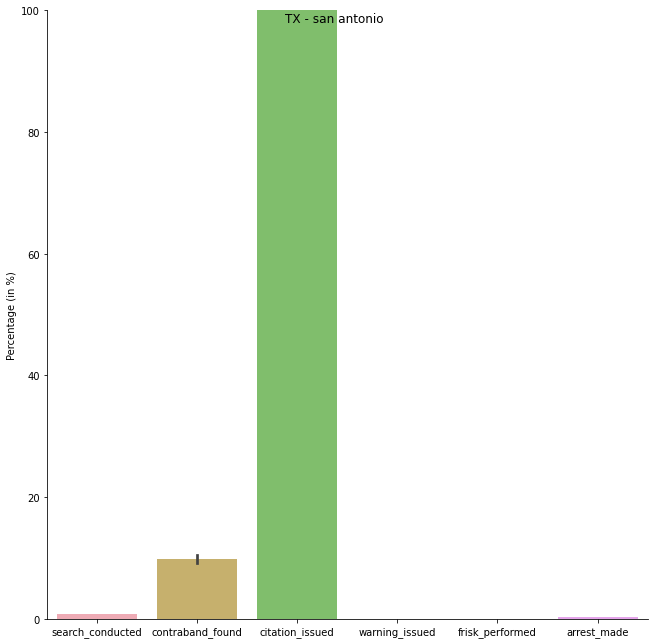 TX - san antonio
100
80
60
40
20
0
Percentage (in %)
search_conducted contraband_found citation_issued warning_issued frisk_performed arrest_made